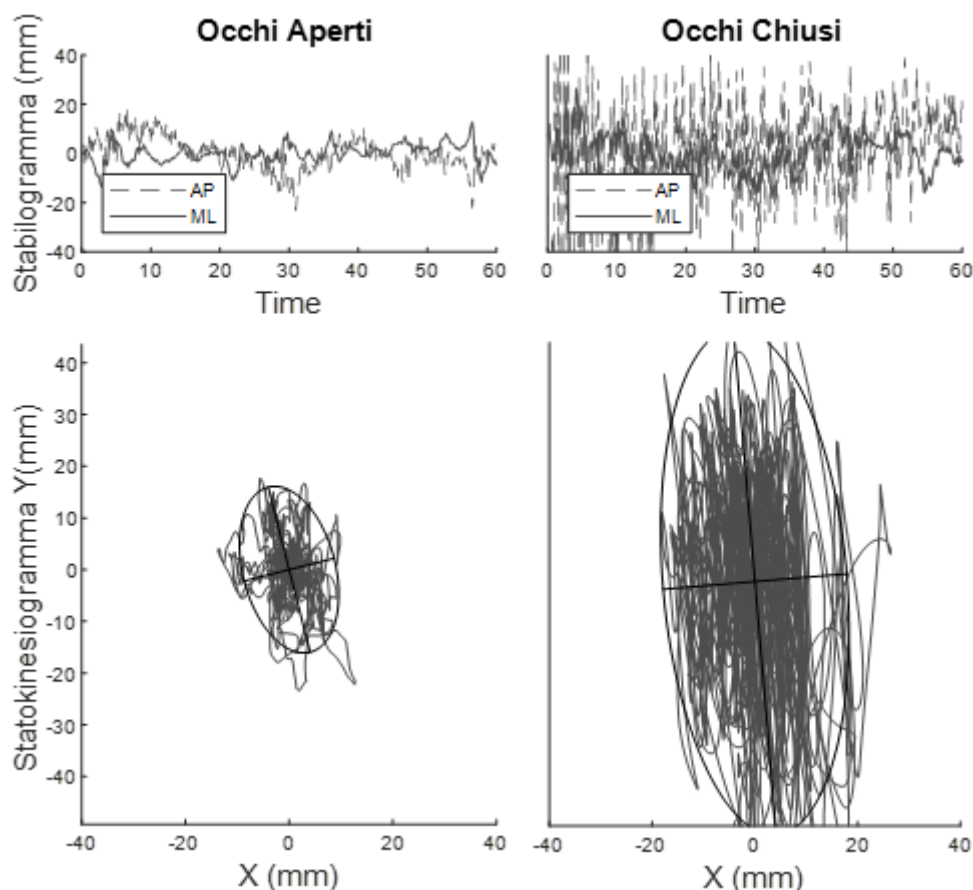 Occhi Aperti
Occhi Chiusi
Stabilogramma (mm)
40
20
0
-20
-40
AP
ML
0 10 20 30 40 50 60
Time
AP
ML
0 10 20 30 40 50 60
Time
Statokinesiogramma Y(mm)
40
30
20
10
0
-10
-20
-30
-40
-40 -20 0 20 40
X (mm)
-40 -20 0 20 40
X (mm)